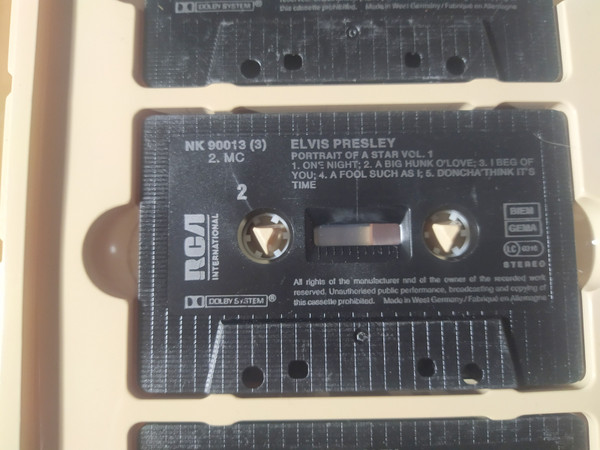 DOLBY SYSTEM
this cassette prohibited. Made in West Germany / Fabriqué en Allemagne
NK 90013 (3)
2. MC
ELVIS PRESLEY
PORTRAIT OF A STAR VOL. 1
1. ONE NIGHT; 2. A BIG HUNK O'LOVE; 3. I BEG OF
YOU; 4. A FOOL SUCH AS I; 5. DONCHA'THINK IT'S
TIME
2
RCA
INTERNATIONAL
BIEM
GEMA
LC
STEREO
All rights of the manufacturer and of the owner of the recorded work
reserved. Unauthorised public performance, broadcasting and copying of
this cassette prohibited. Made in West Germany / Fabriqué en Allemagne
DOLBY SYSTEM ®